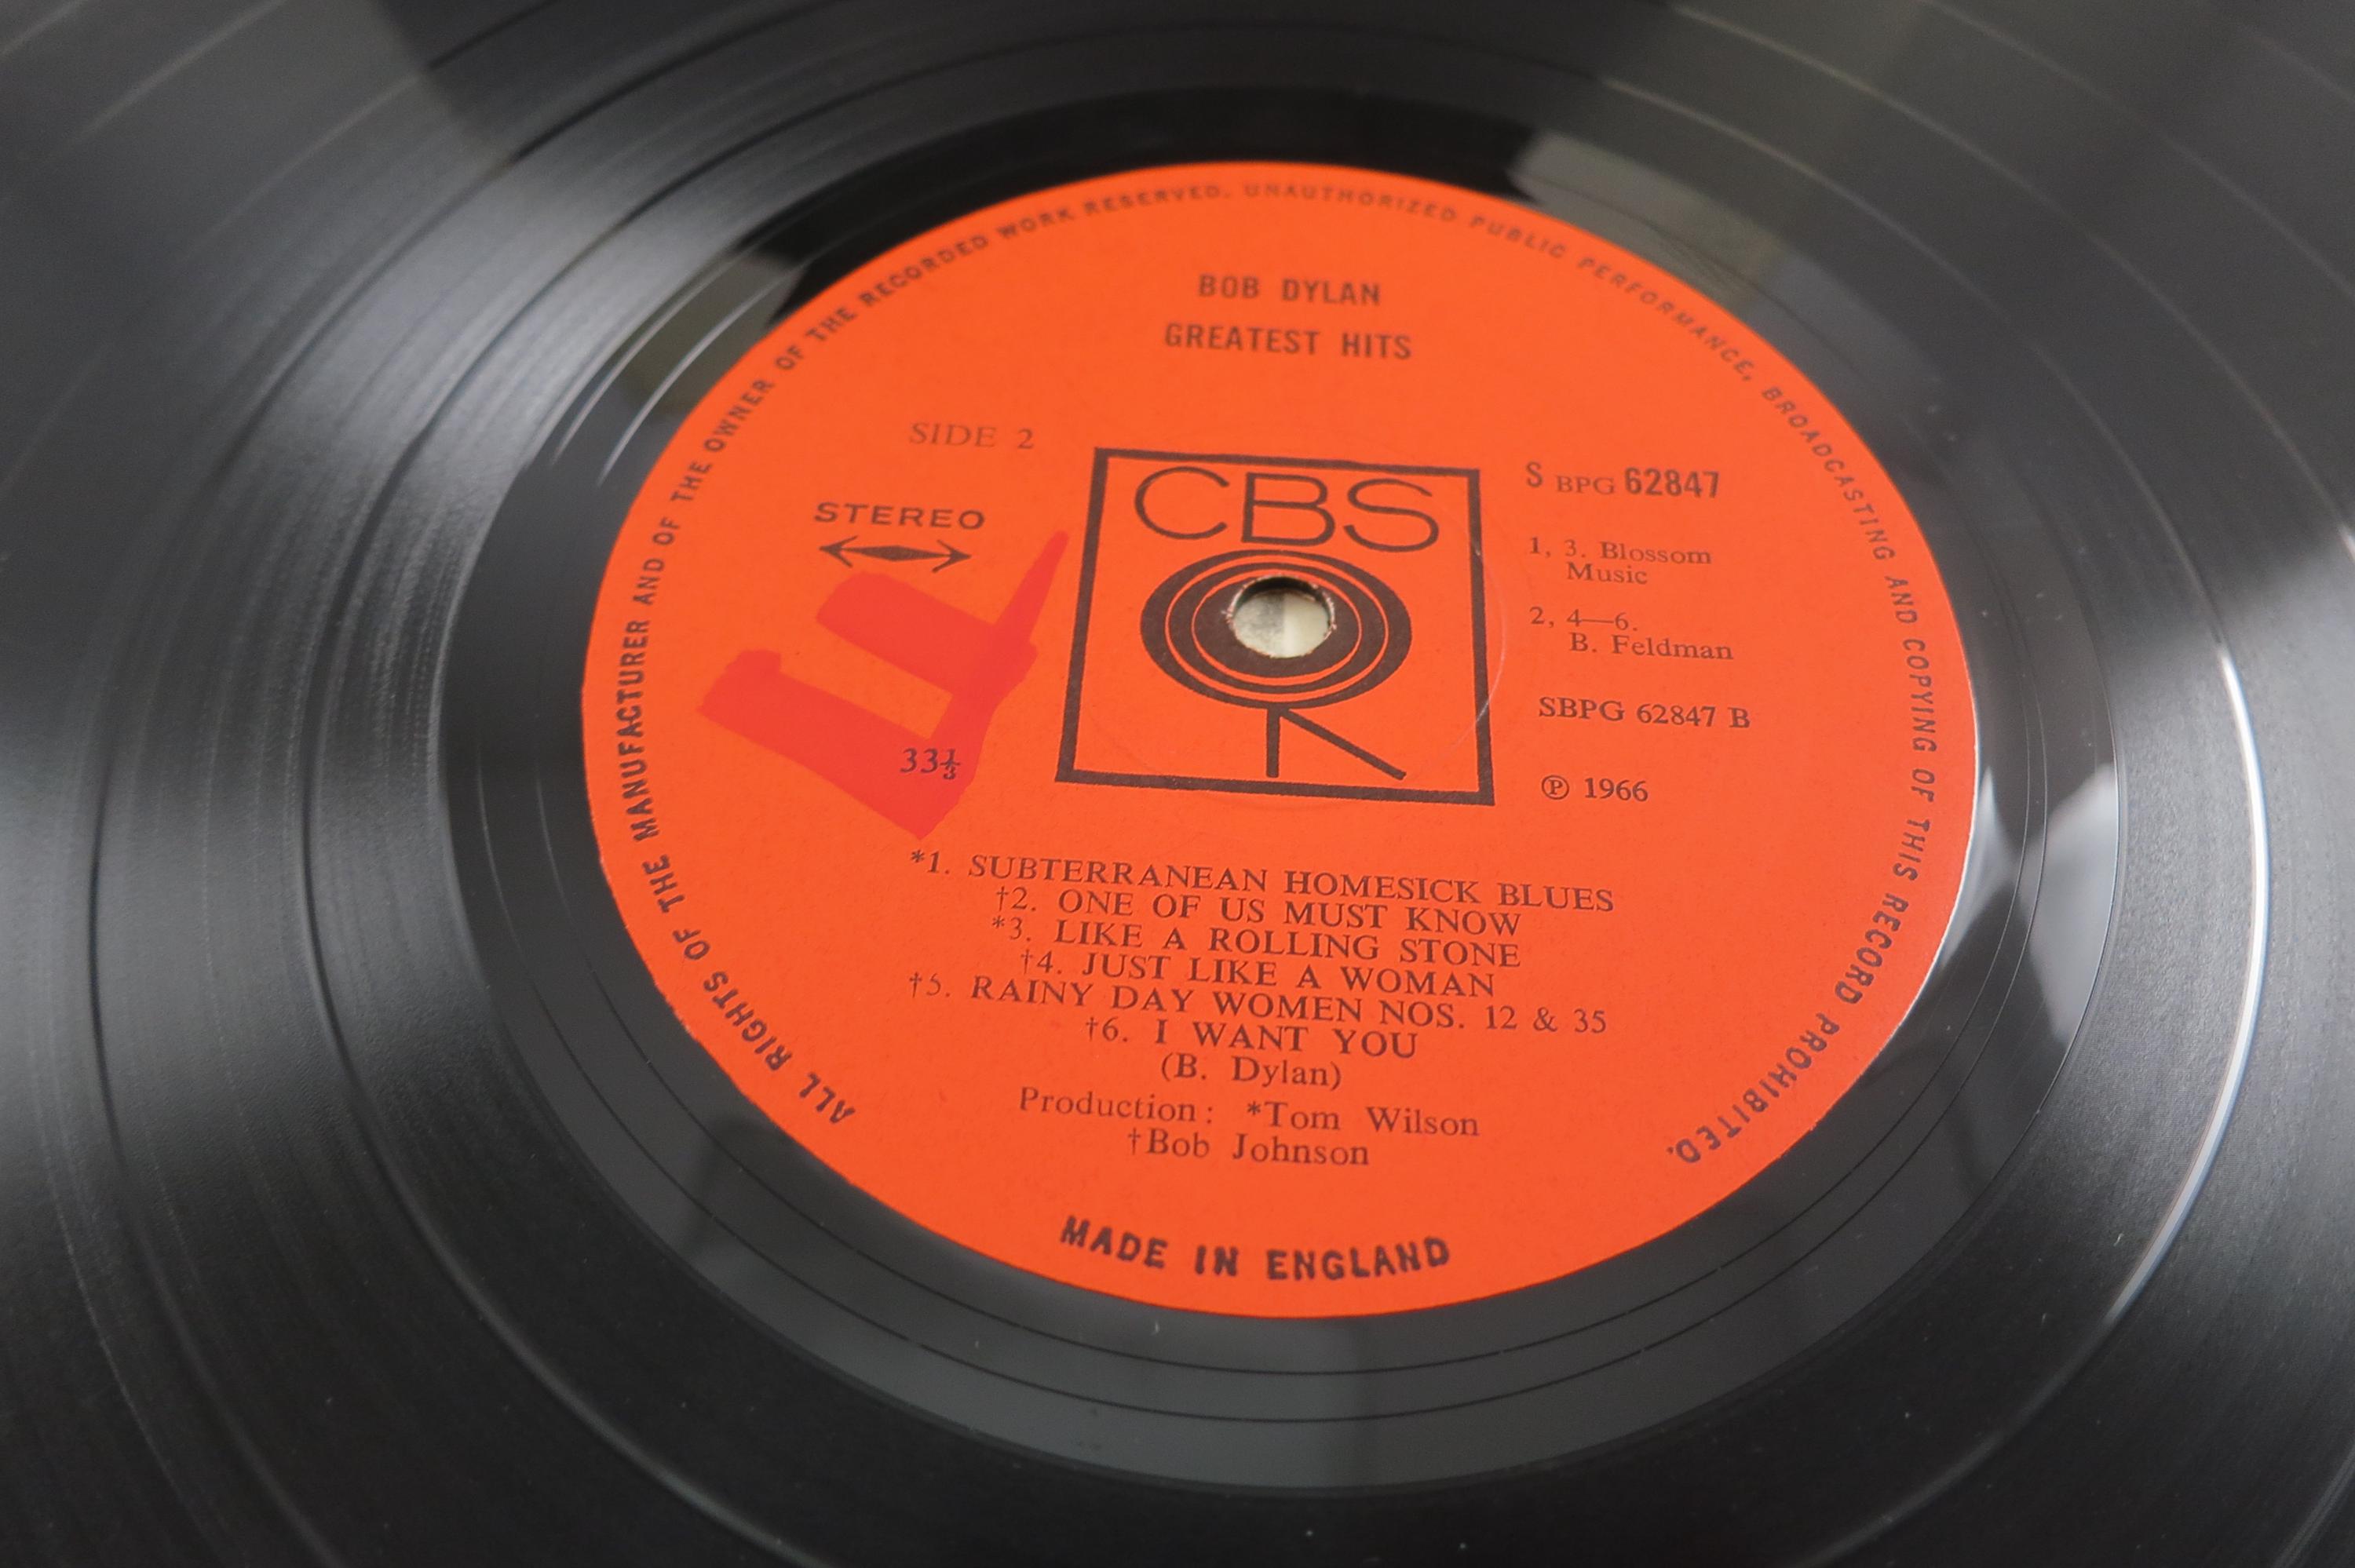 ALL RIGHTS OF THE MANUFACTURER AND OF THE OWNER OF THE RECORDED WORK RESERVED. UNAUTHORIZED PUBLIC PERFORMANCE, BROADCASTING AND COPYING OF THIS RECORD PROHIBITED.
BOB DYLAN
GREATEST HITS
SIDE 2
STEREO
33⅓
CBS
S BPG 62847
1, 3. Blossom
Music
2, 4—6.
B. Feldman
SBPG 62847 B
℗ 1966
*1. SUBTERRANEAN HOMESICK BLUES
†2. ONE OF US MUST KNOW
*3. LIKE A ROLLING STONE
†4. JUST LIKE A WOMAN
†5. RAINY DAY WOMEN NOS. 12 & 35
†6. I WANT YOU
(B. Dylan)
Production: *Tom Wilson
†Bob Johnson
MADE IN ENGLAND